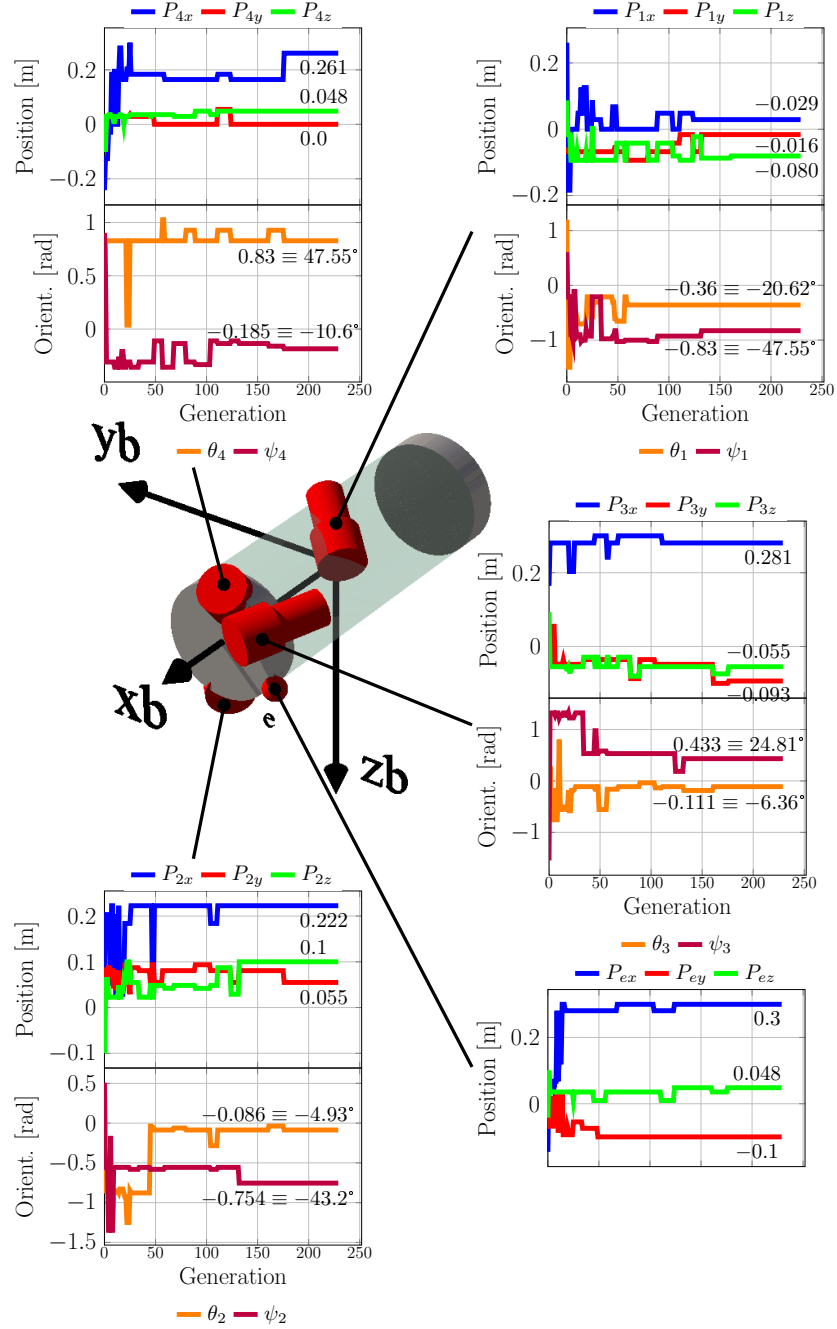 P4x P4y P4z
Position [m]
0.2
0
−0.2
0.261
0.048
0.0
Orient. [rad]
1
0.5
0
0.83 ≡ 47.55°
−0.185 ≡ −10.6°
0 50 100 150 200 250
Generation
θ4 ψ4
P1x P1y P1z
Position [m]
0.2
0
−0.2
−0.029
−0.016
−0.080
Orient. [rad]
1
0
−1
−0.36 ≡ −20.62°
−0.83 ≡ −47.55°
0 50 100 150 200 250
Generation
θ1 ψ1
yb
xb
zb
e
P3x P3y P3z
Position [m]
0.2
0
0.281
−0.055
−0.093
Orient. [rad]
1
0
−1
0.433 ≡ 24.81°
−0.111 ≡ −6.36°
0 50 100 150 200 250
Generation
θ3 ψ3
P2x P2y P2z
Position [m]
0.2
0.1
0
−0.1
0.222
0.1
0.055
Orient. [rad]
0.5
0
−0.5
−1
−1.5
−0.086 ≡ −4.93°
−0.754 ≡ −43.2°
0 50 100 150 200 250
Generation
θ2 ψ2
Pex Pey Pez
Position [m]
0.2
0
0.3
0.048
−0.1